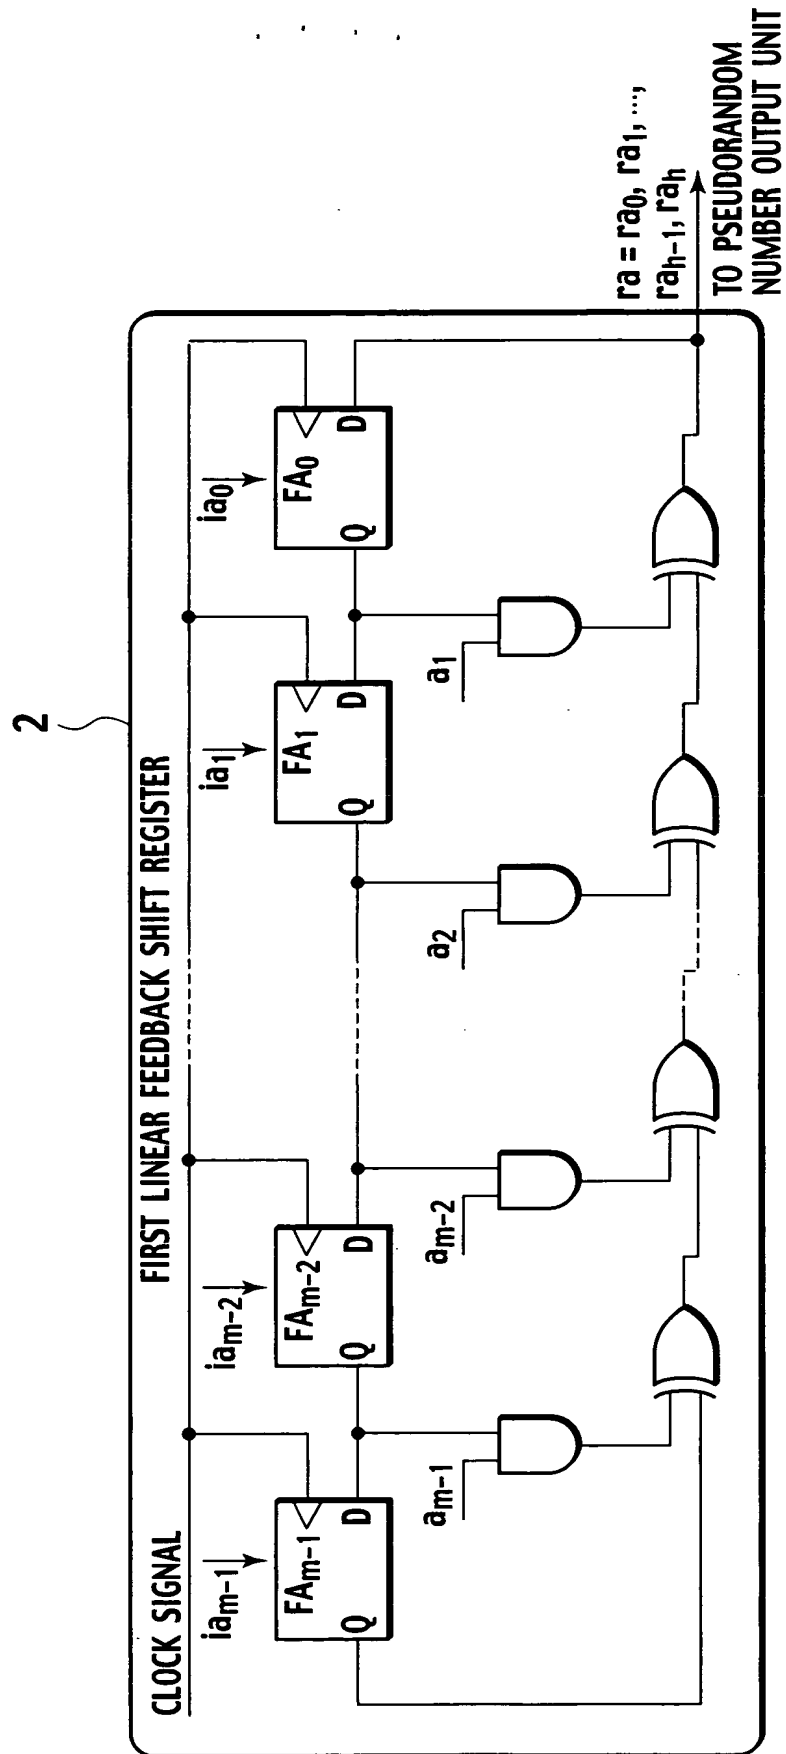 2
FIRST LINEAR FEEDBACK SHIFT REGISTER
CLOCK SIGNAL
ia_{m-1} ia_{m-2} ia_1 ia_0
FA_{m-1} FA_{m-2} FA_1 FA_0
Q D Q D Q D Q D
a_{m-1} a_{m-2} a_2 a_1
ra = ra_0, ra_1, ...,
ra_{h-1}, ra_h
TO PSEUDORANDOM
NUMBER OUTPUT UNIT